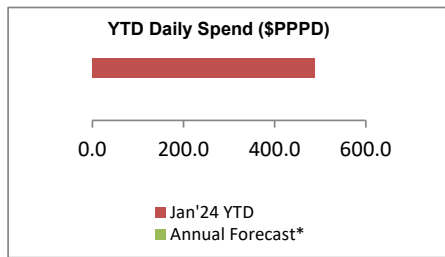 YTD Daily Spend ($PPPD)
0.0 200.0 400.0 600.0
Jan'24 YTD
Annual Forecast*